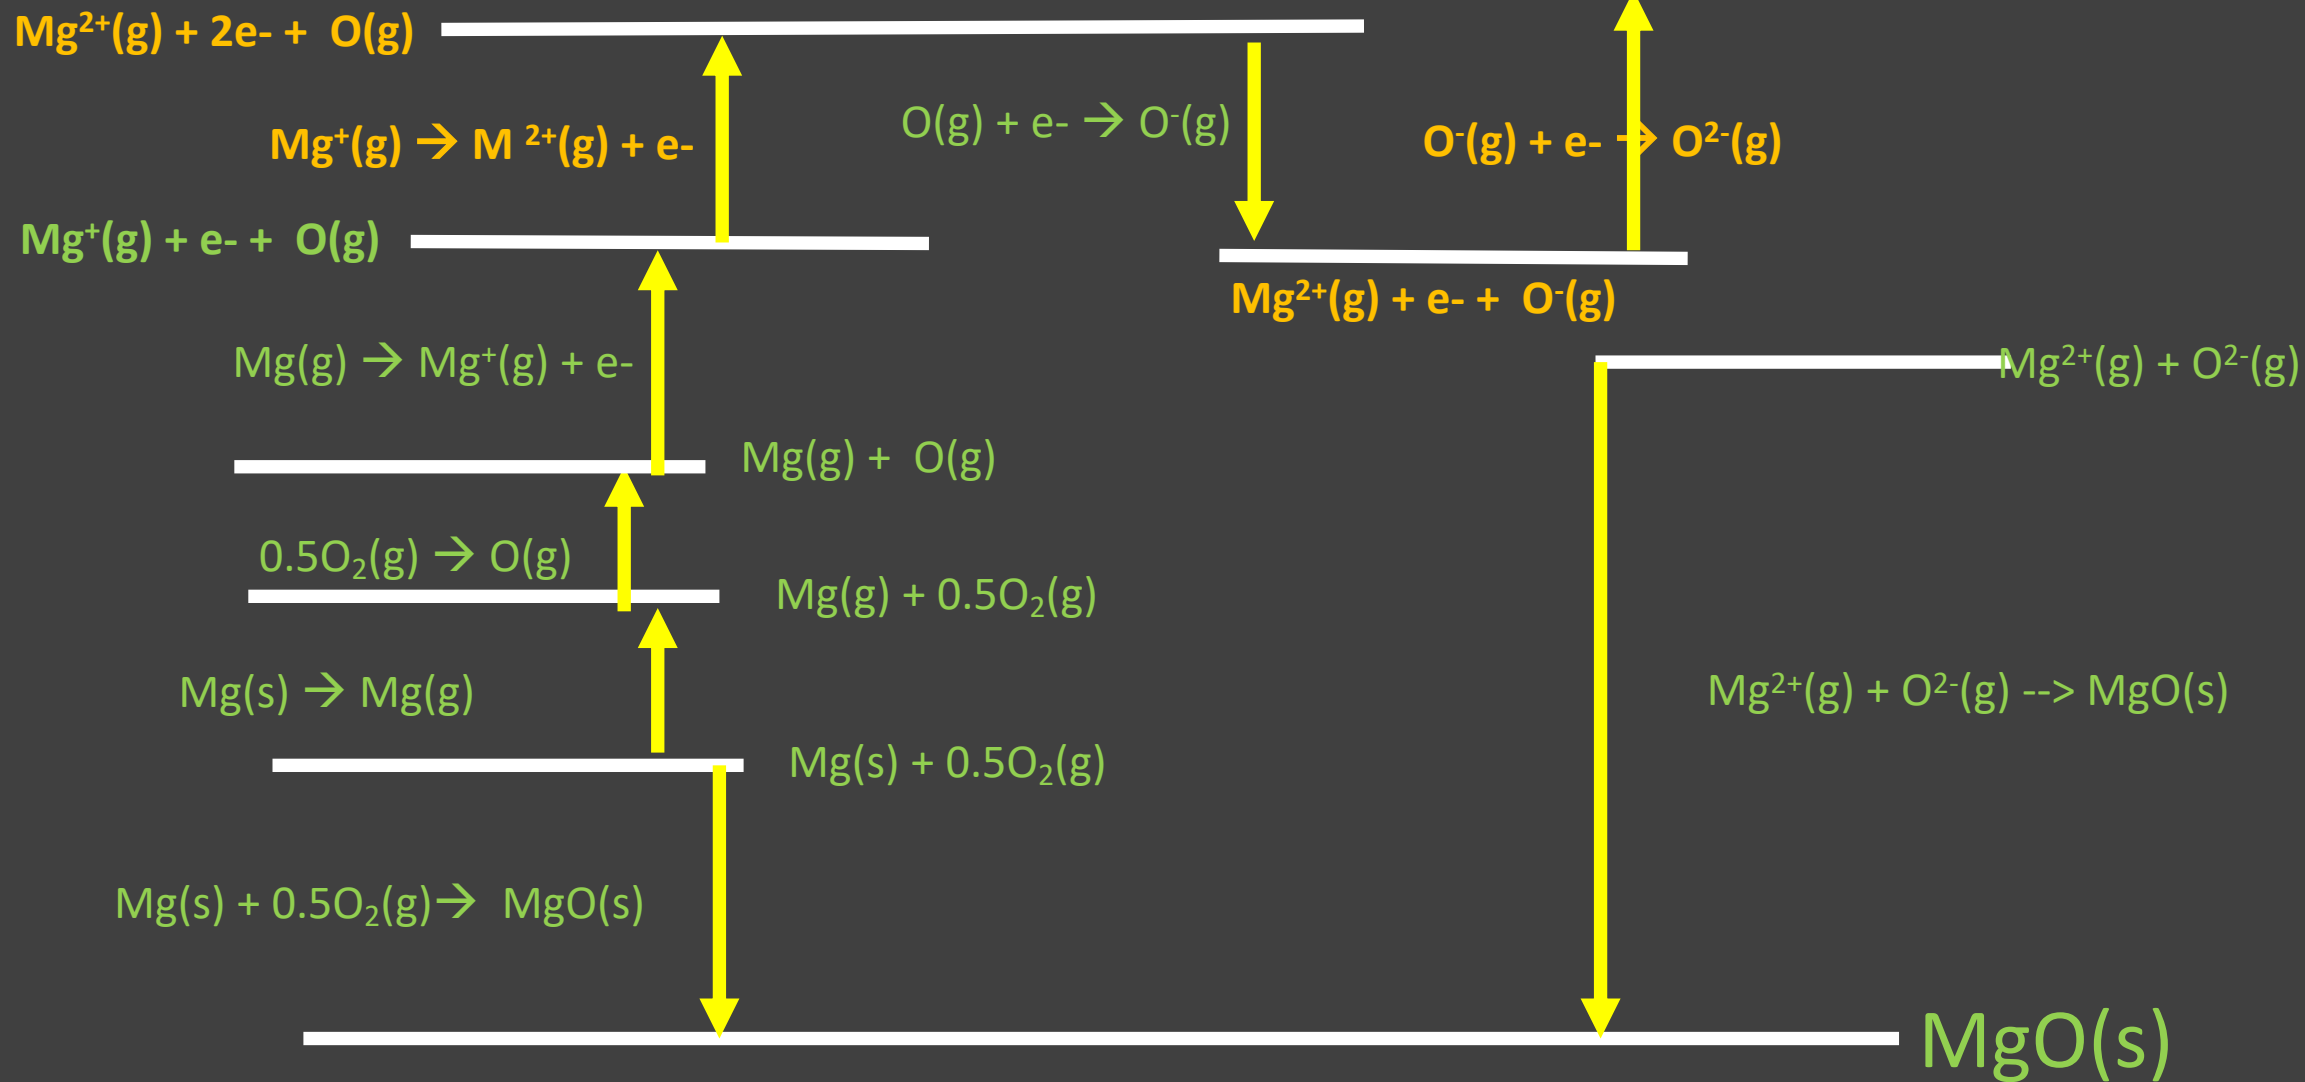 Mg²⁺(g) + 2e- + O(g)
O(g) + e- → O⁻(g)
Mg⁺(g) → M ²⁺(g) + e-
O⁻(g) + e- → O²⁻(g)
Mg⁺(g) + e- + O(g)
Mg²⁺(g) + e- + O⁻(g)
Mg(g) → Mg⁺(g) + e-
Mg²⁺(g) + O²⁻(g)
Mg(g) + O(g)
0.5O₂(g) → O(g)
Mg(g) + 0.5O₂(g)
Mg(s) → Mg(g)
Mg²⁺(g) + O²⁻(g) --> MgO(s)
Mg(s) + 0.5O₂(g)
Mg(s) + 0.5O₂(g)→ MgO(s)
MgO(s)